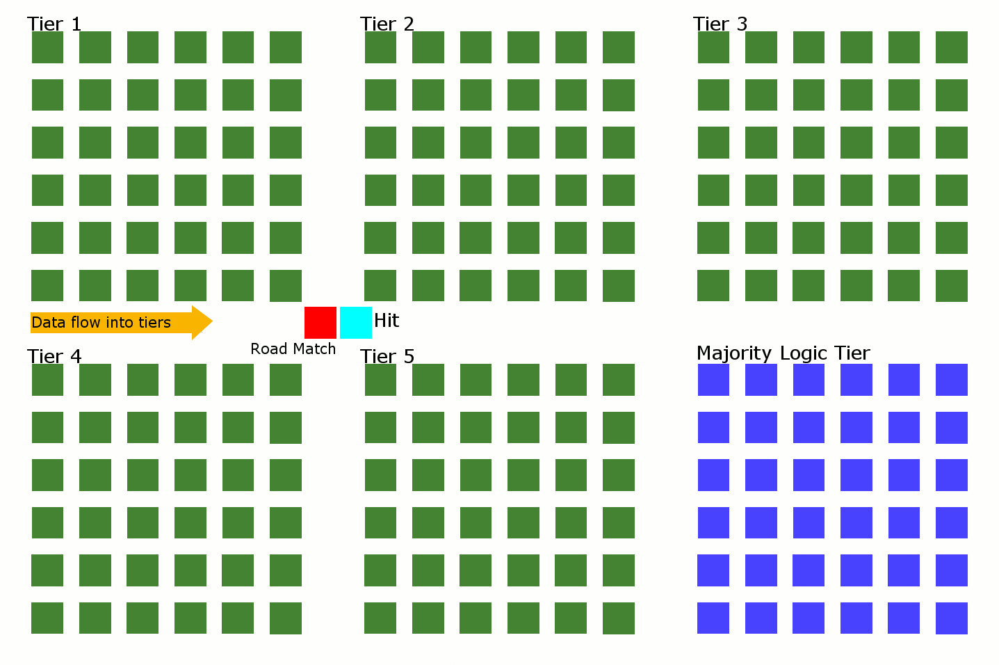 Tier 1
Tier 2
Tier 3
Data flow into tiers
Hit
Road Match
Tier 4
Tier 5
Majority Logic Tier